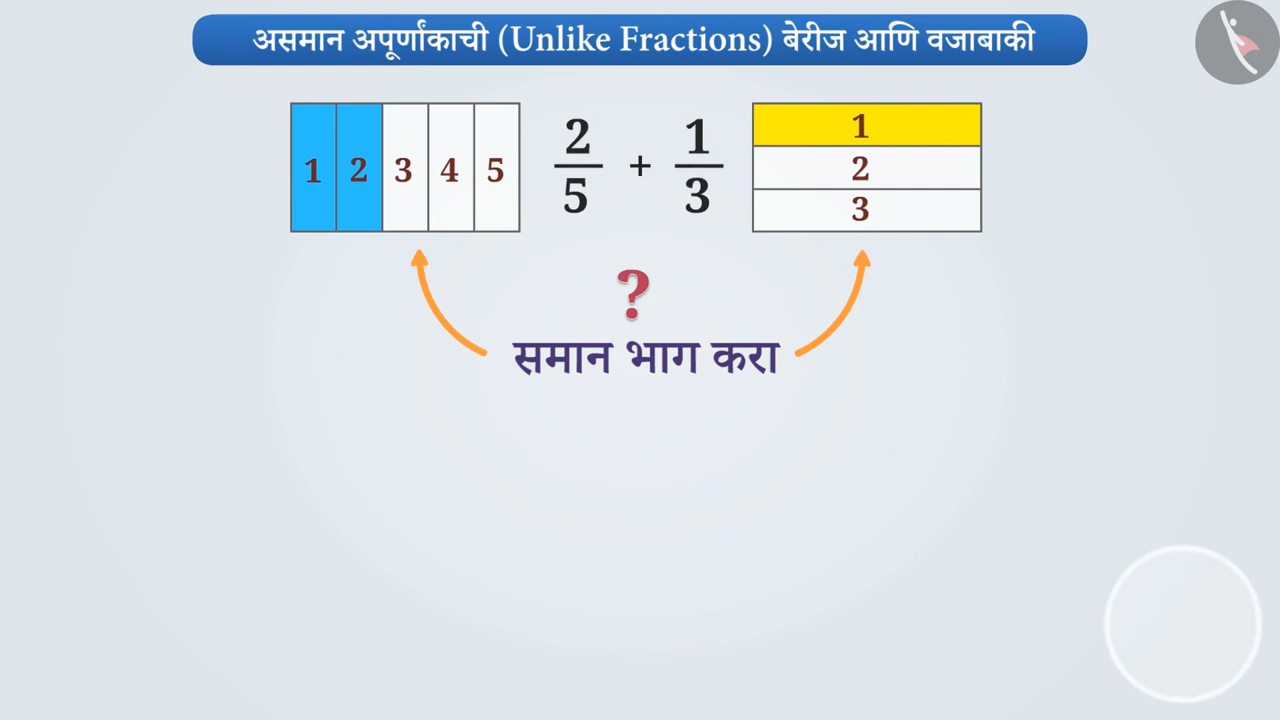 असमान अपूर्णांकाची (Unlike Fractions) बेरीज आणि वजाबाकी
1 2 3 4 5
2/5 + 1/3
1
2
3
?
समान भाग करा